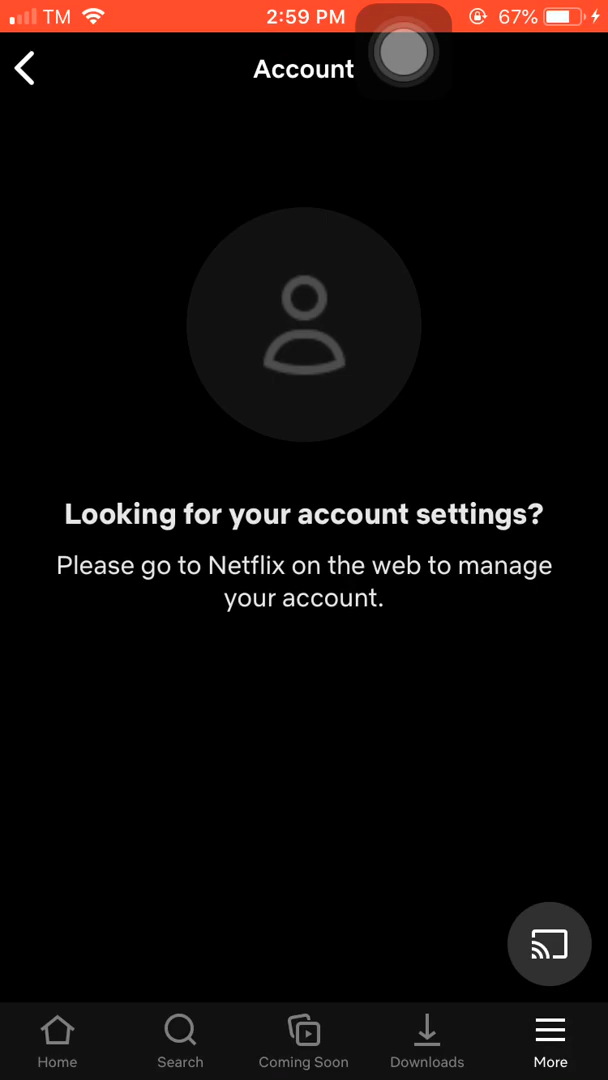 TM 2:59 PM 67%
Account
Looking for your account settings?
Please go to Netflix on the web to manage
your account.
Home Search Coming Soon Downloads More